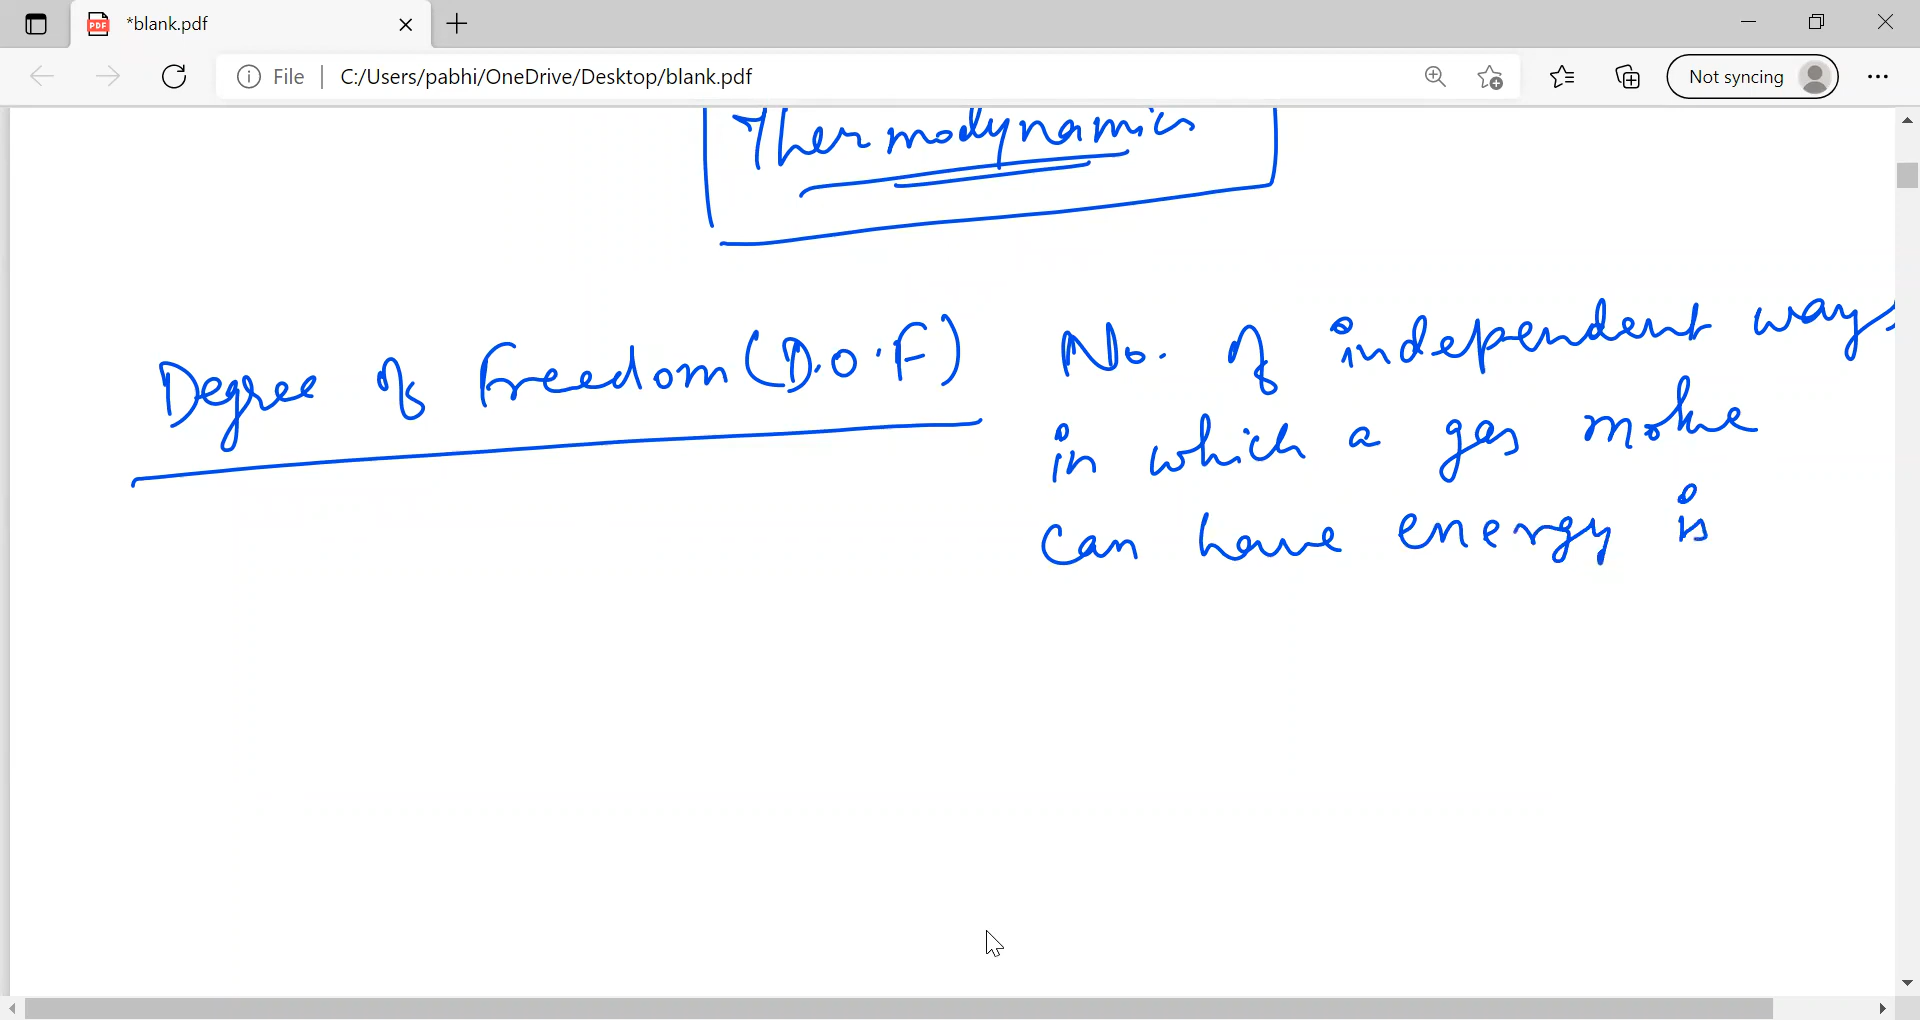 *blank.pdf
File C:/Users/pabhi/OneDrive/Desktop/blank.pdf Not syncing
Thermodynamics
Degree of Freedom (D.O.F) No. of independent ways
in which a gas
can have energy is